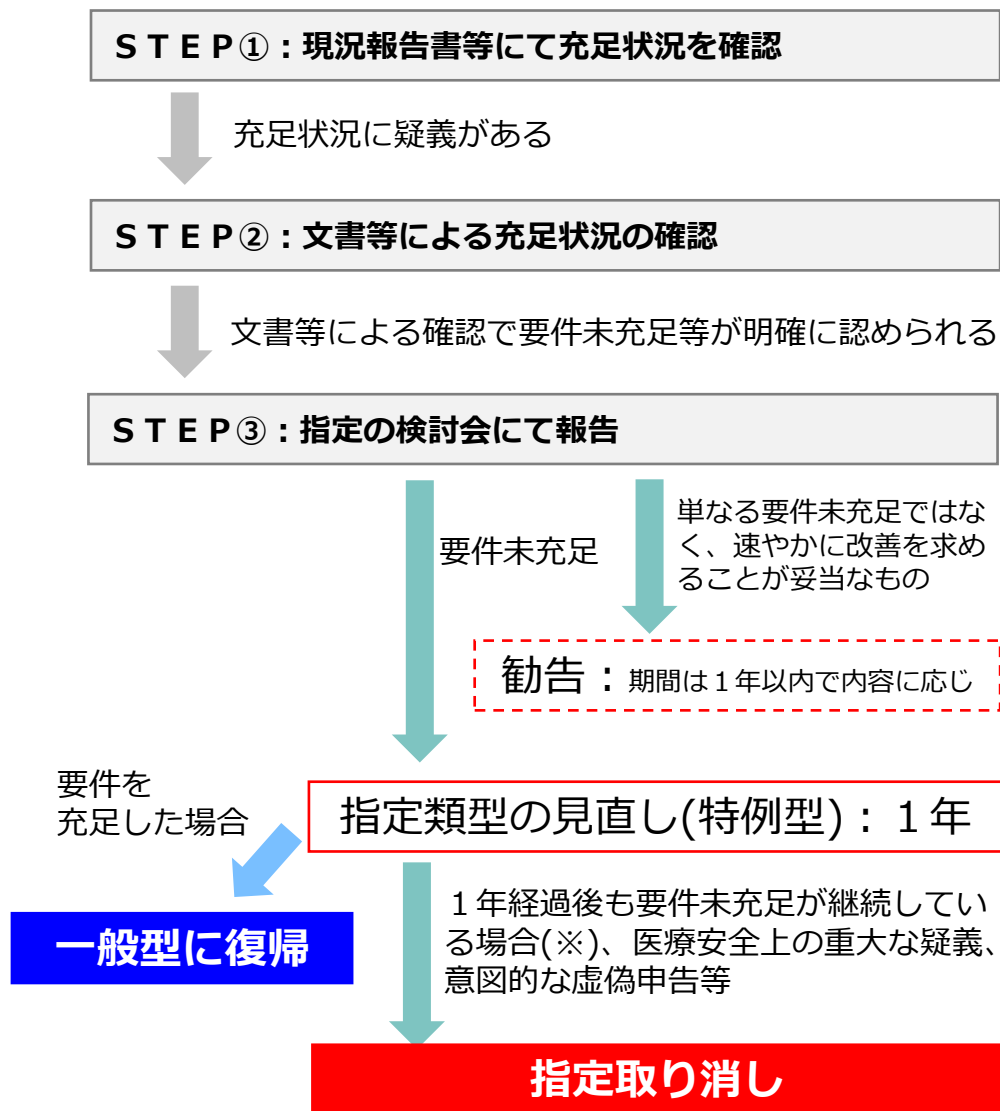 ＳＴＥＰ①：現況報告書等にて充足状況を確認
充足状況に疑義がある
ＳＴＥＰ②：文書等による充足状況の確認
文書等による確認で要件未充足等が明確に認められる
ＳＴＥＰ③：指定の検討会にて報告
単なる要件未充足ではな
く、速やかに改善を求め
ることが妥当なもの
要件未充足
勧告：期間は１年以内で内容に応じ
要件を
充足した場合
指定類型の見直し(特例型)：１年
一般型に復帰
１年経過後も要件未充足が継続してい
る場合(※)、医療安全上の重大な疑義、
意図的な虚偽申告等
指定取り消し